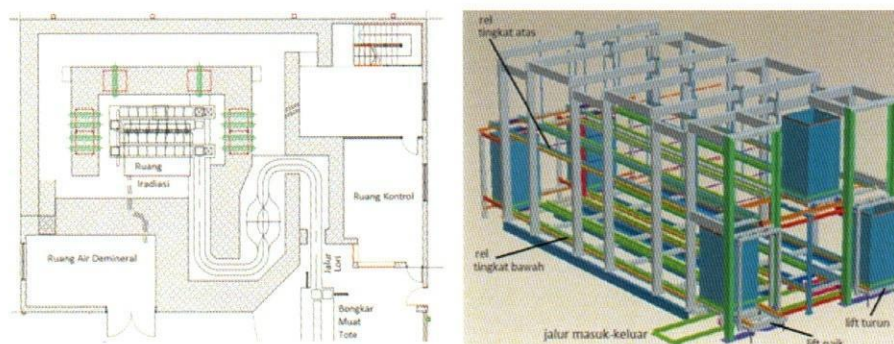 Ruang
Iradiasi
Ruang Kontrol
Ruang Air Demineral
Jalur
Lori
Bongkar
Muat
Tote
rel
tingkat atas
rel
tingkat bawah
jalur masuk-keluar
lift naik
lift turun